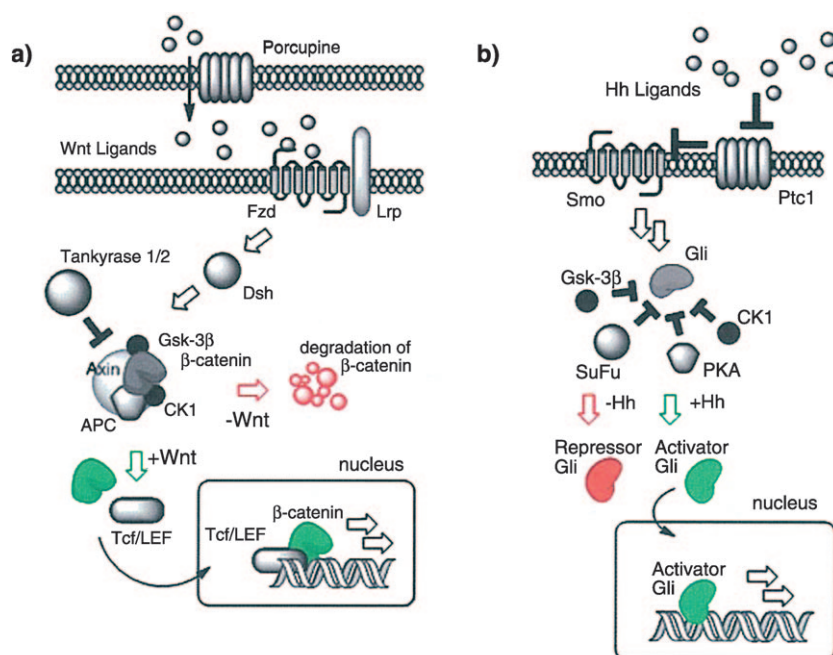 a)
Porcupine
Wnt Ligands
Fzd
Lrp
Tankyrase 1/2
Dsh
Gsk-3β
β-catenin
Axin
APC
CK1
-Wnt
degradation of
β-catenin
+Wnt
Tcf/LEF
nucleus
β-catenin
Tcf/LEF
b)
Hh Ligands
Smo
Ptc1
Gli
Gsk-3β
CK1
SuFu
PKA
-Hh
+Hh
Repressor
Gli
Activator
Gli
nucleus
Activator
Gli